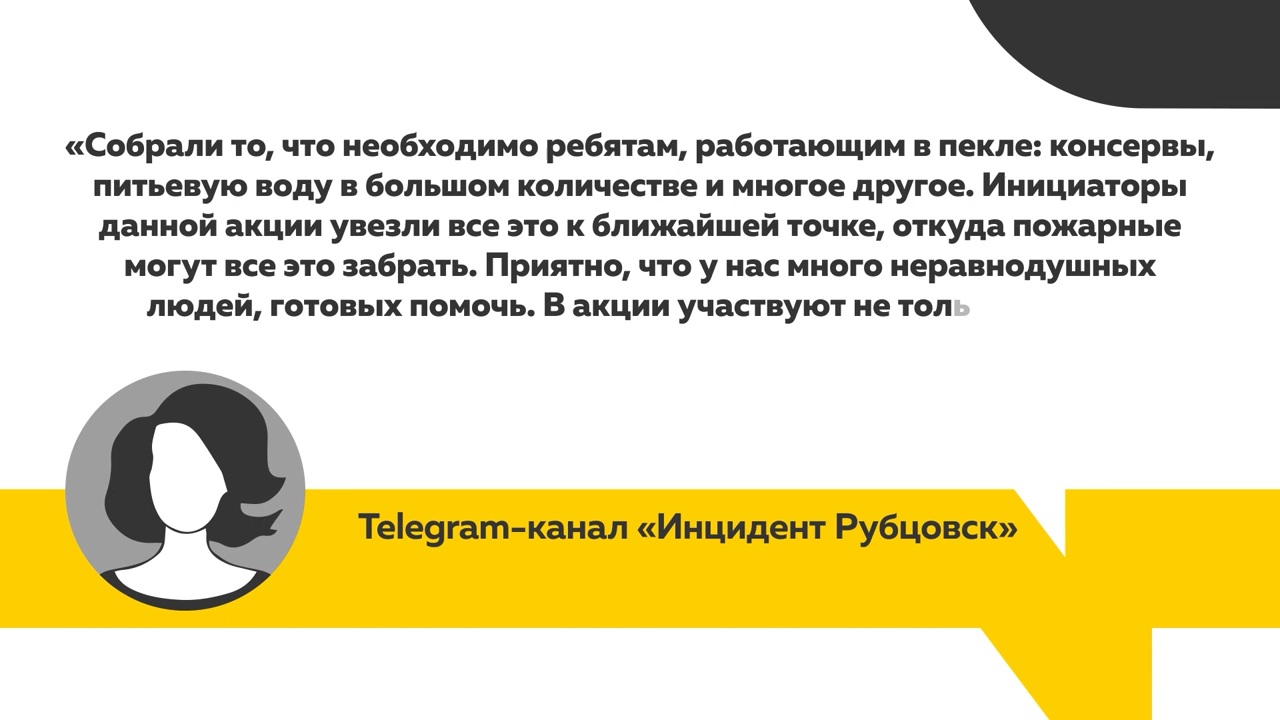 «Собрали то, что необходимо ребятам, работающим в пекле: консервы,
питьевую воду в большом количестве и многое другое. Инициаторы
данной акции увезли все это к ближайшей точке, откуда пожарные
могут все это забрать. Приятно, что у нас много неравнодушных
людей, готовых помочь. В акции участвуют не толь
Telegram-канал «Инцидент Рубцовск»